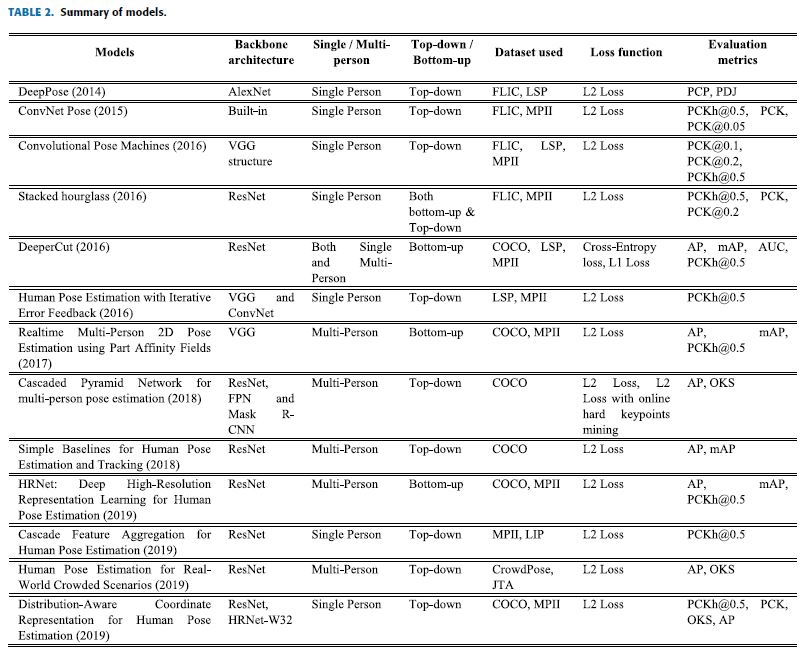 TABLE 2. Summary of models.
Models Backbone architecture Single / Multi-person Top-down / Bottom-up Dataset used Loss function Evaluation metrics
DeepPose (2014) AlexNet Single Person Top-down FLIC, LSP L2 Loss PCP, PDJ
ConvNet Pose (2015) Built-in Single Person Top-down FLIC, MPII L2 Loss PCKh@0.5, PCK,
PCK@0.05
Convolutional Pose Machines (2016) VGG Single Person Top-down FLIC, LSP, L2 Loss PCK@0.1,
structure MPII PCK@0.2,
PCKh@0.5
Stacked hourglass (2016) ResNet Single Person Both FLIC, MPII L2 Loss PCKh@0.5, PCK,
bottom-up & PCK@0.2
Top-down
DeeperCut (2016) ResNet Both Single Bottom-up COCO, LSP, Cross-Entropy AP, mAP, AUC,
and Multi- MPII loss, L1 Loss PCKh@0.5
Person
Human Pose Estimation with Iterative VGG and Single Person Top-down LSP, MPII L2 Loss PCKh@0.5
Error Feedback (2016) ConvNet
Realtime Multi-Person 2D Pose VGG Multi-Person Bottom-up COCO, MPII L2 Loss AP, mAP,
Estimation using Part Affinity Fields PCKh@0.5
(2017)
Cascaded Pyramid Network for ResNet, Multi-Person Top-down COCO L2 Loss, L2 AP, OKS
multi-person pose estimation (2018) FPN and Loss with online
Mask R- hard keypoints
CNN mining
Simple Baselines for Human Pose ResNet Multi-Person Top-down COCO L2 Loss AP, mAP
Estimation and Tracking (2018)
HRNet: Deep High-Resolution ResNet Multi-Person Bottom-up COCO, MPII L2 Loss AP, mAP,
Representation Learning for Human PCKh@0.5
Pose Estimation (2019)
Cascade Feature Aggregation for ResNet Single Person Top-down MPII, LIP L2 Loss PCKh@0.5
Human Pose Estimation (2019)
Human Pose Estimation for Real- ResNet Multi-Person Top-down CrowdPose, L2 Loss AP, OKS
World Crowded Scenarios (2019) JTA
Distribution-Aware Coordinate ResNet, Single Person Top-down COCO, MPII L2 Loss PCKh@0.5, PCK,
Representation for Human Pose HRNet-W32 OKS, AP
Estimation (2019)